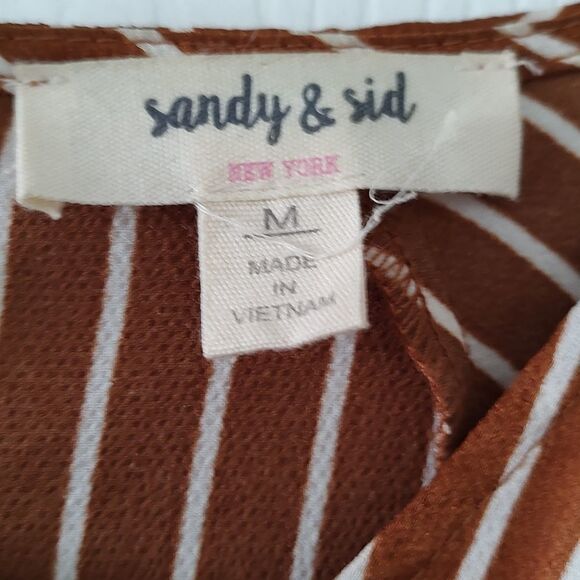 sandy & sid
NEW YORK
M
MADE
IN
VIETNAM